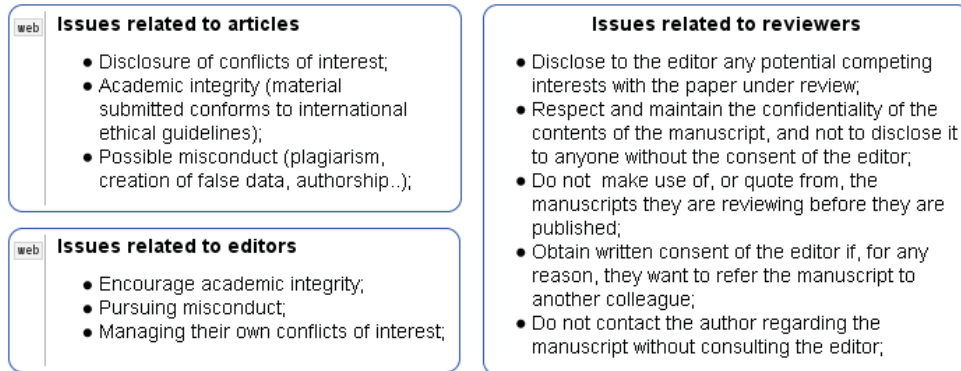 web
Issues related to articles
• Disclosure of conflicts of interest;
• Academic integrity (material
submitted conforms to international
ethical guidelines);
• Possible misconduct (plagiarism,
creation of false data, authorship..);
web
Issues related to editors
• Encourage academic integrity;
• Pursuing misconduct;
• Managing their own conflicts of interest;
Issues related to reviewers
• Disclose to the editor any potential competing
interests with the paper under review;
• Respect and maintain the confidentiality of the
contents of the manuscript, and not to disclose it
to anyone without the consent of the editor;
• Do not make use of, or quote from, the
manuscripts they are reviewing before they are
published;
• Obtain written consent of the editor if, for any
reason, they want to refer the manuscript to
another colleague;
• Do not contact the author regarding the
manuscript without consulting the editor;